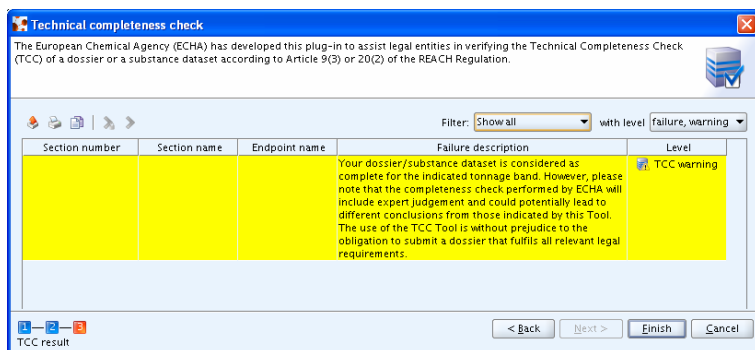 Technical completeness check
The European Chemical Agency (ECHA) has developed this plug-in to assist legal entities in verifying the Technical Completeness Check
(TCC) of a dossier or a substance dataset according to Article 9(3) or 20(2) of the REACH Regulation.
Filter: Show all with level failure, warning
Section number Section name Endpoint name Failure description Level
Your dossier/substance dataset is considered as TCC warning
complete for the indicated tonnage band. However, please
note that the completeness check performed by ECHA will
include expert judgement and could potentially lead to
different conclusions from those indicated by this Tool.
The use of the TCC Tool is without prejudice to the
obligation to submit a dossier that fulfils all relevant legal
requirements.
1 2 3 < Back Next > Finish Cancel
TCC result